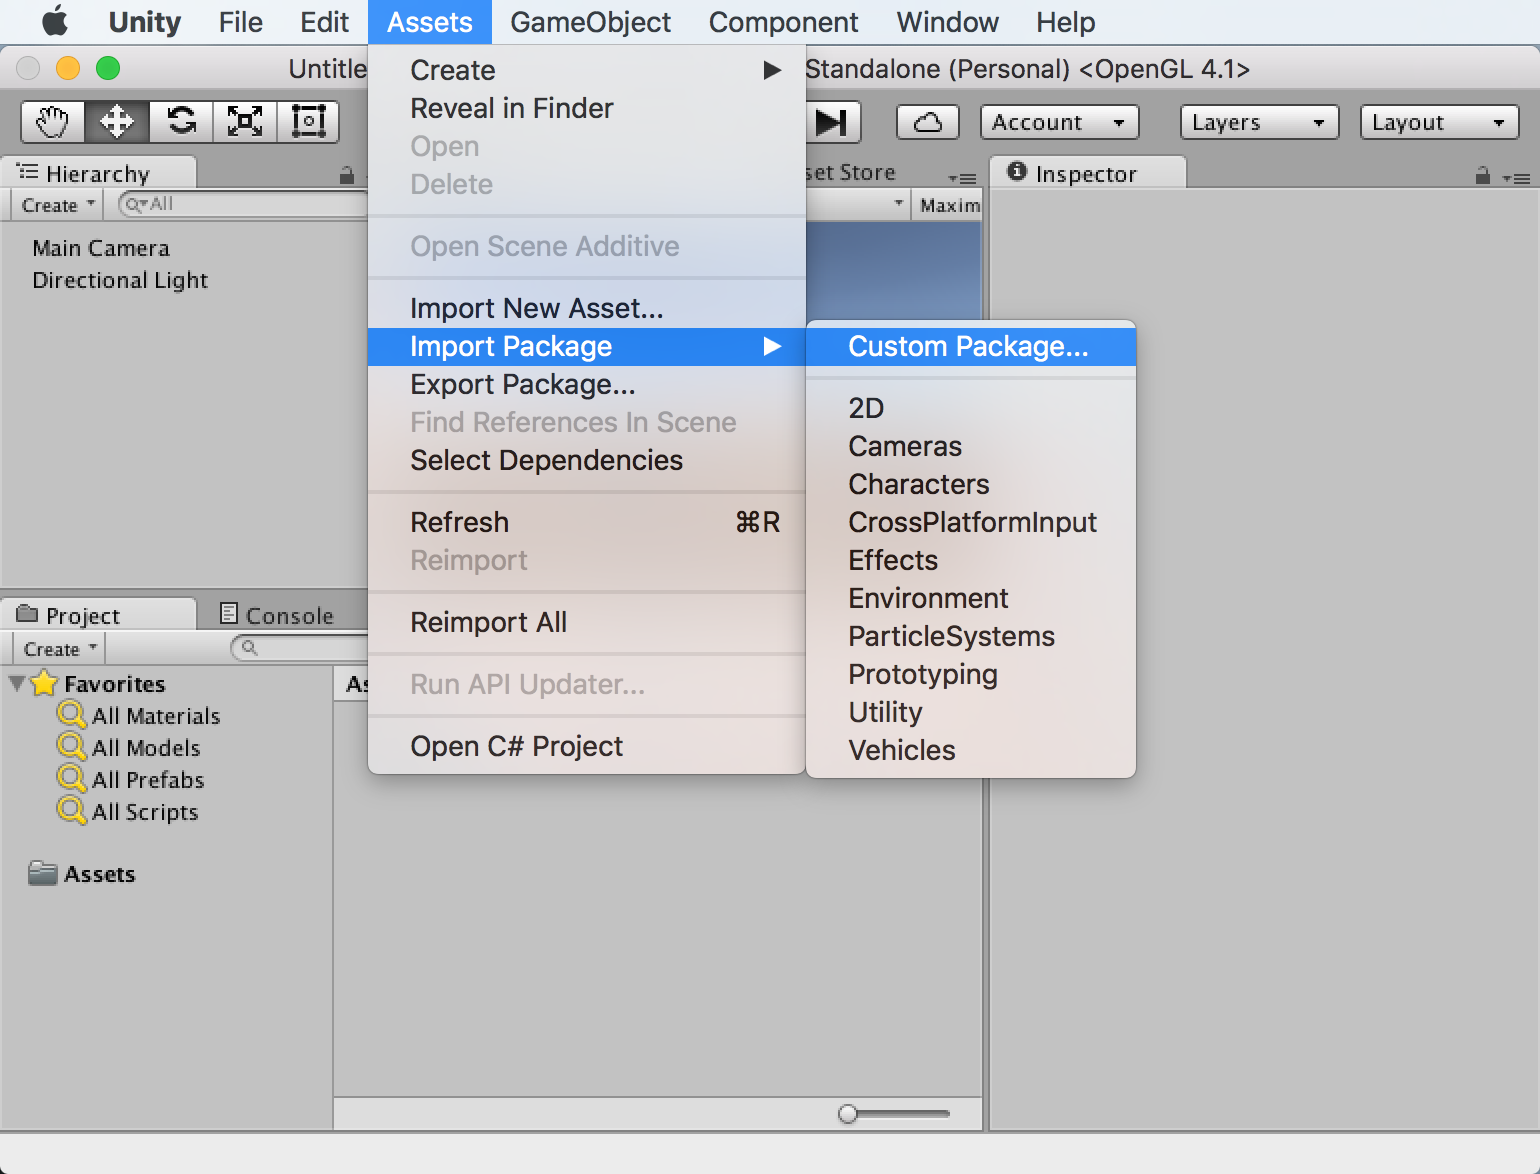 Unity File Edit Assets GameObject Component Window Help
Untitle Standalone (Personal) <OpenGL 4.1>
Account Layers Layout
Hierarchy
Create All
Main Camera
Directional Light
Create
Reveal in Finder
Open
Delete
Open Scene Additive
Import New Asset...
Import Package
Export Package...
Find References In Scene
Select Dependencies
Refresh ⌘R
Reimport
Reimport All
Run API Updater...
Open C# Project
Custom Package...
2D
Cameras
Characters
CrossPlatformInput
Effects
Environment
ParticleSystems
Prototyping
Utility
Vehicles
set Store
Maxim
Inspector
Project Console
Create
Favorites
All Materials
All Models
All Prefabs
All Scripts
Assets
As